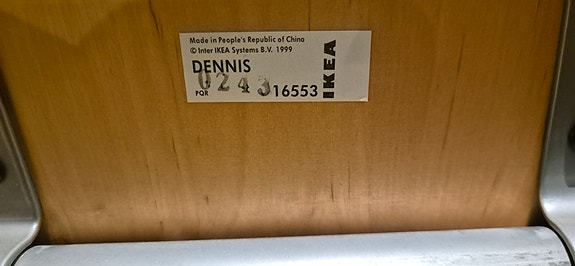 Made in People's Republic of China
© Inter IKEA Systems B.V. 1999
DENNIS
0243
PQR 16553
IKEA